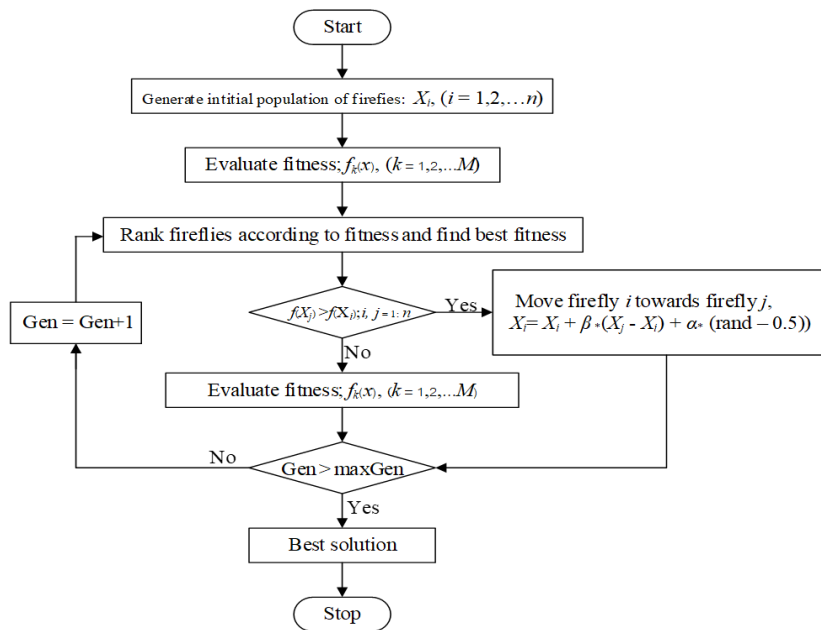 Start
Generate intitial population of firefies: Xi, (i = 1,2,…n)
Evaluate fitness; fk(x), (k = 1,2,...M)
Rank fireflies according to fitness and find best fitness
f(Xj) > f(Xi); i, j = 1: n
Yes
Move firefly i towards firefly j,
Xi= Xi + β*(Xj - Xi) + α* (rand – 0.5))
Gen = Gen+1
No
Evaluate fitness; fk(x), (k = 1,2,...M)
No
Gen > maxGen
Yes
Best solution
Stop